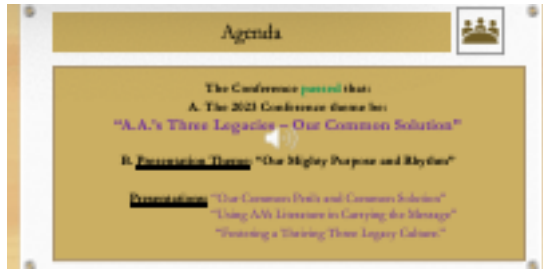 Agenda
The Conference passed that:
A. The 2023 Conference theme be:
“A.A.’s Three Legacies – Our Common Solution”
B. Presentation Theme: “Our Mighty Purpose and Rhythm”
Presentations: “Our Common Perils and Common Solution”
“Using AA Literature in Carrying the Message”
“Fostering a Thriving Three Legacy Culture.”